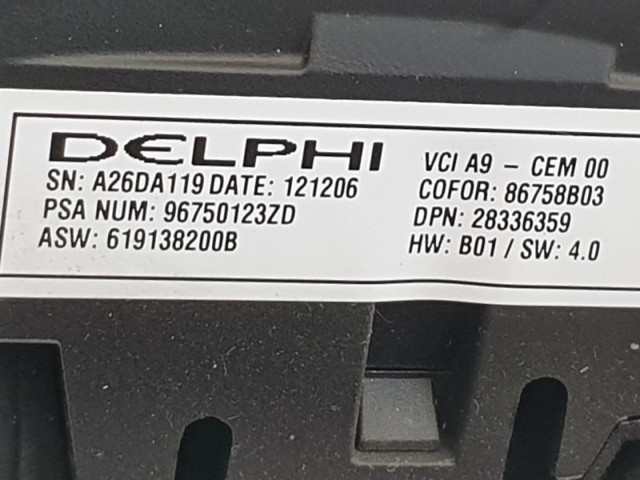 DELPHI
SN: A26DA119 DATE: 121206
PSA NUM: 96750123ZD
ASW: 619138200B
VCI A9 - CEM 00
COFOR: 86758B03
DPN: 28336359
HW: B01 / SW: 4.0